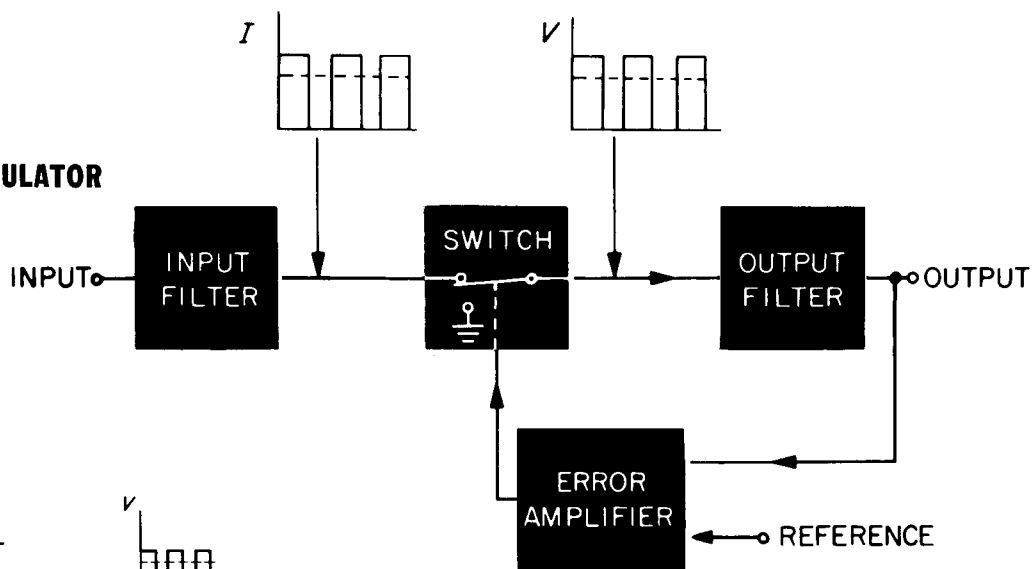 I
V
ULATOR
INPUT
INPUT
FILTER
SWITCH
OUTPUT
FILTER
OUTPUT
ERROR
AMPLIFIER
REFERENCE
V